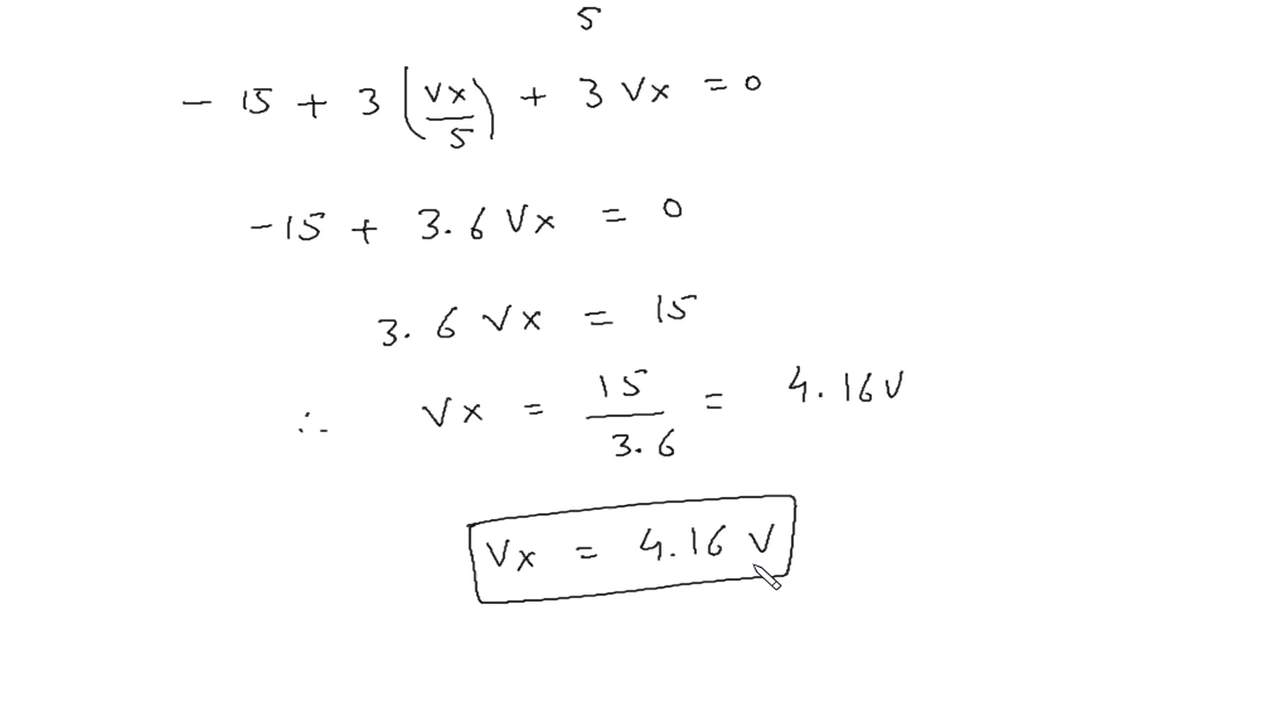 5
- 15 + 3 (Vx/5) + 3 Vx = 0
-15 + 3.6 Vx = 0
3.6 Vx = 15
∴ Vx = 15/3.6 = 4.16 V
Vx = 4.16 V